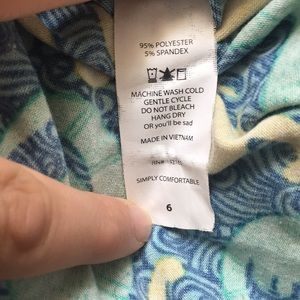 95% POLYESTER
5% SPANDEX
MACHINE WASH COLD
GENTLE CYCLE
DO NOT BLEACH
HANG DRY
OR you'll be sad
MADE IN VIETNAM
SIMPLY COMFORTABLE
6